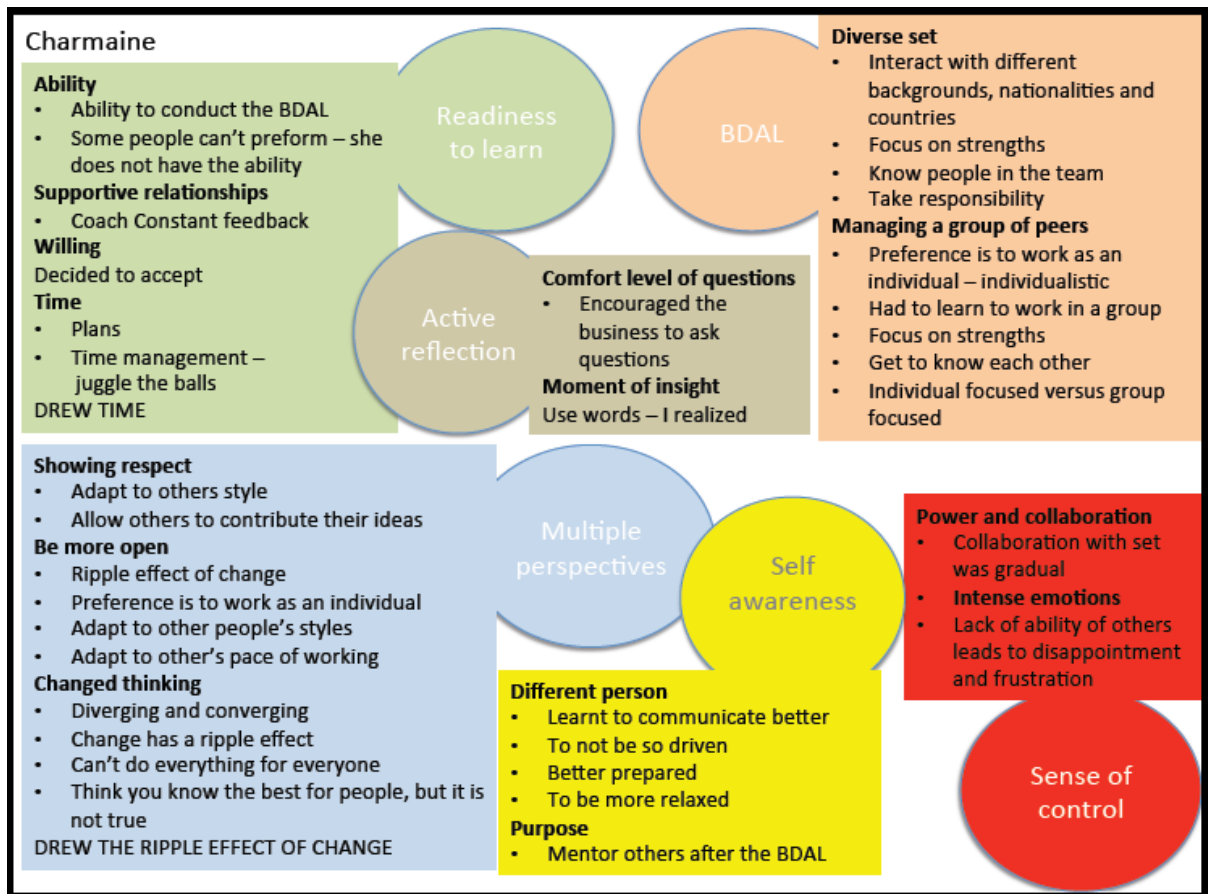 Charmaine
Ability
• Ability to conduct the BDAL
• Some people can't preform – she
does not have the ability
Supportive relationships
• Coach Constant feedback
Willing
Decided to accept
Time
• Plans
• Time management –
juggle the balls
DREW TIME
Readiness
to learn
BDAL
Diverse set
• Interact with different
backgrounds, nationalities and
countries
• Focus on strengths
• Know people in the team
• Take responsibility
Managing a group of peers
• Preference is to work as an
individual – individualistic
• Had to learn to work in a group
• Focus on strengths
• Get to know each other
• Individual focused versus group
focused
Active
reflection
Comfort level of questions
• Encouraged the
business to ask
questions
Moment of insight
Use words – I realized
Showing respect
• Adapt to others style
• Allow others to contribute their ideas
Be more open
• Ripple effect of change
• Preference is to work as an individual
• Adapt to other people's styles
• Adapt to other's pace of working
Changed thinking
• Diverging and converging
• Change has a ripple effect
• Can't do everything for everyone
• Think you know the best for people, but it is
not true
DREW THE RIPPLE EFFECT OF CHANGE
Multiple
perspectives
Self
awareness
Different person
• Learnt to communicate better
• To not be so driven
• Better prepared
• To be more relaxed
Purpose
• Mentor others after the BDAL
Power and collaboration
• Collaboration with set
was gradual
• Intense emotions
• Lack of ability of others
leads to disappointment
and frustration
Sense of
control